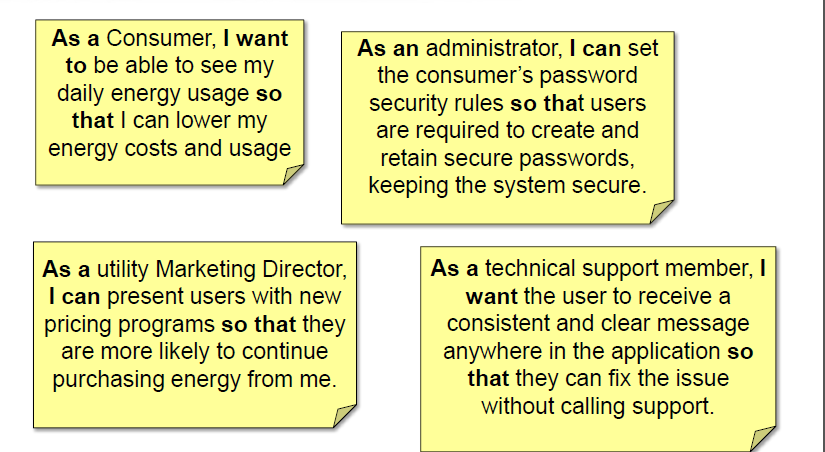 As a Consumer, I want
to be able to see my
daily energy usage so
that I can lower my
energy costs and usage
As an administrator, I can set
the consumer's password
security rules so that users
are required to create and
retain secure passwords,
keeping the system secure.
As a utility Marketing Director,
I can present users with new
pricing programs so that they
are more likely to continue
purchasing energy from me.
As a technical support member, I
want the user to receive a
consistent and clear message
anywhere in the application so
that they can fix the issue
without calling support.